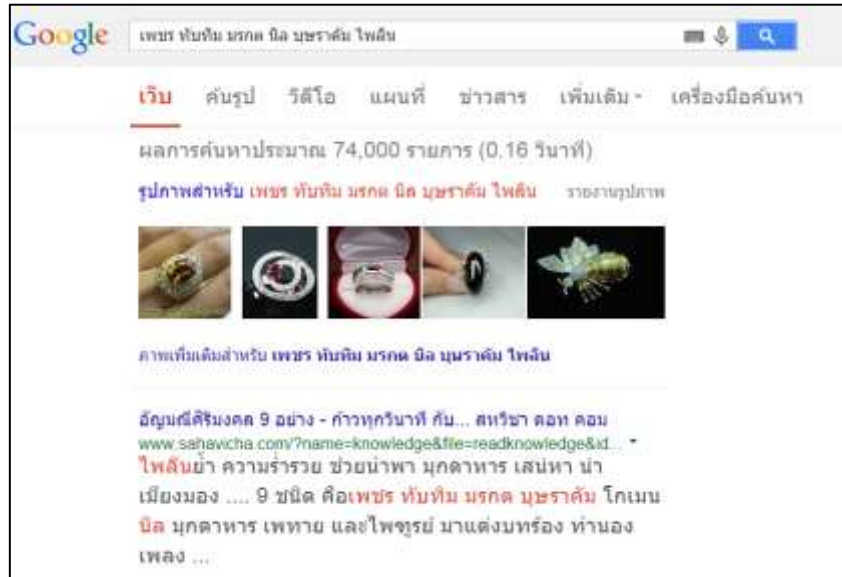 Google
เพชร ทับทิม มรกต นิล บุษราคัม ไพลิน
เว็บ ค้นรูป วิดีโอ แผนที่ ข่าวสาร เพิ่มเติม เครื่องมือค้นหา
ผลการค้นหาประมาณ 74,000 รายการ (0.16 วินาที)
รูปภาพสำหรับ เพชร ทับทิม มรกต นิล บุษราคัม ไพลิน รายงานรูปภาพ
ภาพเพิ่มเติมสำหรับ เพชร ทับทิม มรกต นิล บุษราคัม ไพลิน
อัญมณีศิริมงคล 9 อย่าง - ก้าวทุกวินาที กับ... สหวิชา ดอท คอม
www.sahavicha.com/?name=knowledge&file=readknowledge&id...
ไพลินย้ำ ความร่ำรวย ช่วยนำพา มุกดาหาร เสน่หา น่า
เมียงมอง .... 9 ชนิด คือเพชร ทับทิม มรกต บุษราคัม โกเมน
นิล มุกดาหาร เพทาย และไพฑูรย์ มาแต่งบทร้อง ทำนอง
เพลง ...